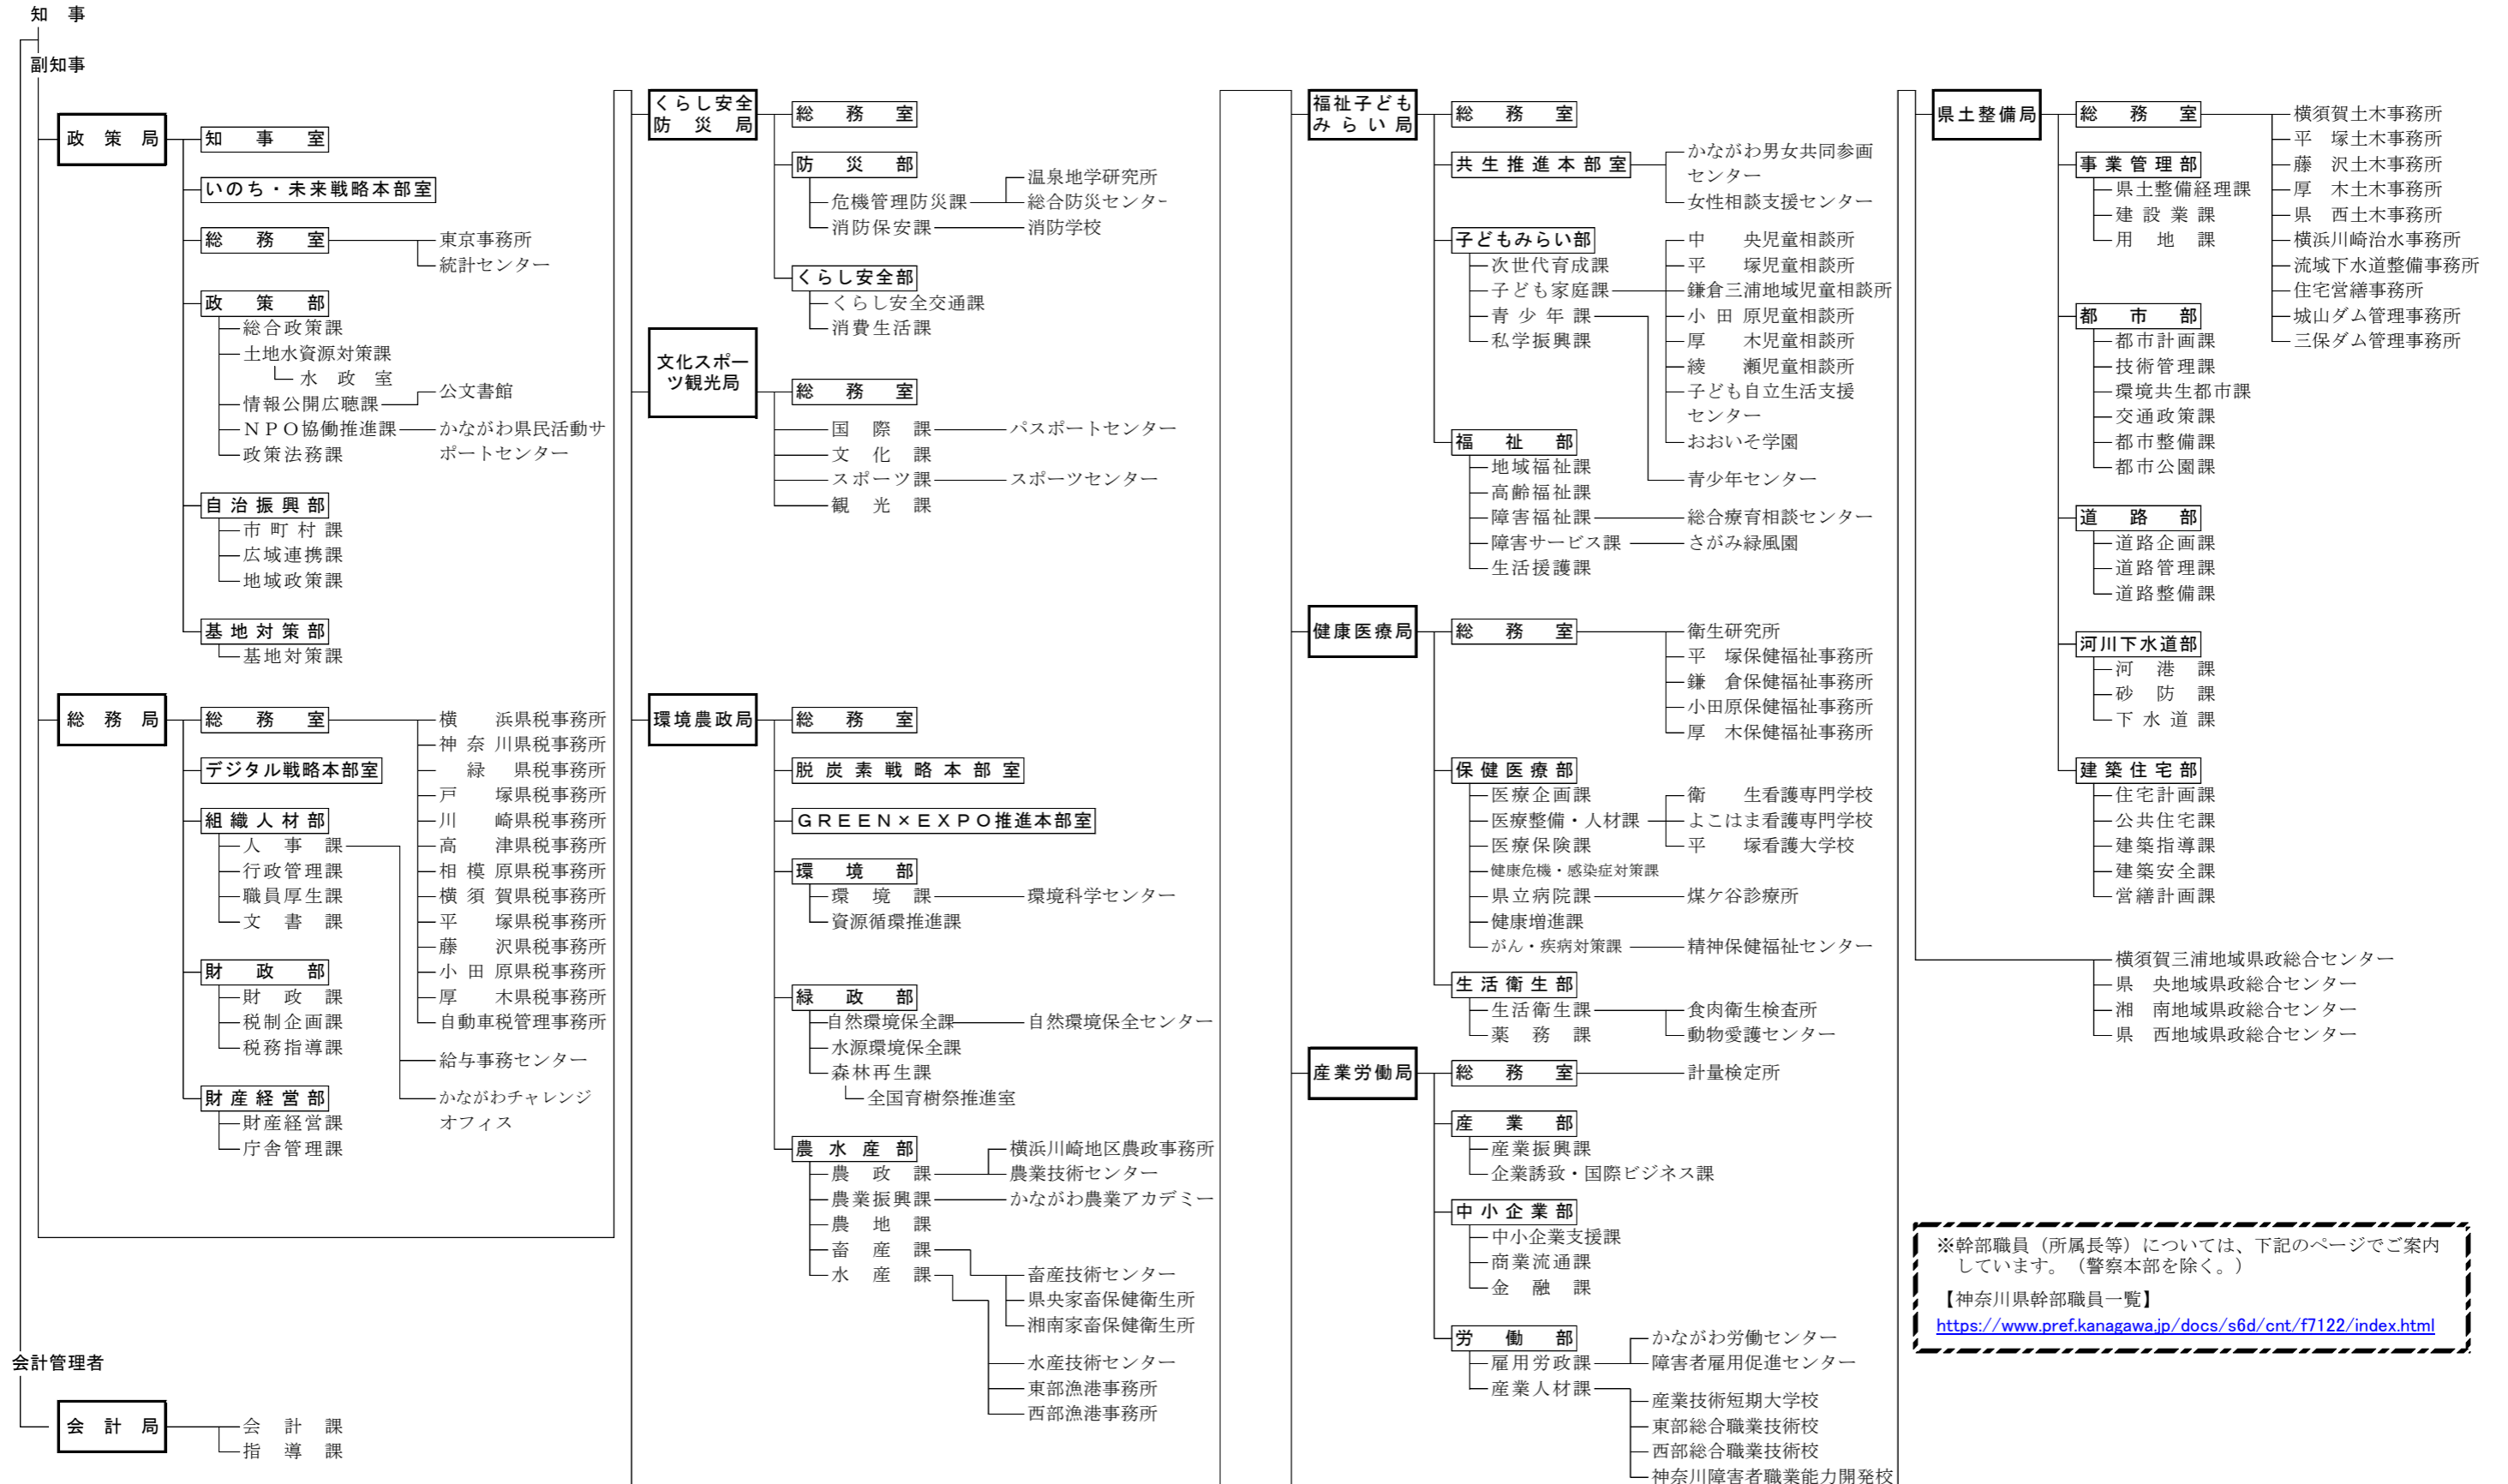 知　事
副知事
政　策　局
知　事　室
いのち・未来戦略本部室
総　務　室
東京事務所
統計センター
政　策　部
総合政策課
土地水資源対策課
水　政　室
情報公開広聴課
公文書館
ＮＰＯ協働推進課
かながわ県民活動サ
ポートセンター
政策法務課
自治振興部
市町村課
広域連携課
地域政策課
基地対策部
基地対策課
総　務　局
総　務　室
横　　浜県税事務所
神奈川県税事務所
緑　県税事務所
戸　　塚県税事務所
川　　崎県税事務所
高　　津県税事務所
相模原県税事務所
横須賀県税事務所
平　　塚県税事務所
藤　　沢県税事務所
小田原県税事務所
厚　　木県税事務所
自動車税管理事務所
デジタル戦略本部室
組織人材部
人　事　課
行政管理課
職員厚生課
文　書　課
給与事務センター
かながわチャレンジ
オフィス
財　政　部
財　政　課
税制企画課
税務指導課
財産経営部
財産経営課
庁舎管理課
会計管理者
会　計　局
会　計　課
指　導　課
くらし安全
防　災　局
総　務　室
防　災　部
危機管理防災課
温泉地学研究所
総合防災センター
消防保安課
消防学校
くらし安全部
くらし安全交通課
消費生活課
文化スポー
ツ観光局
総　務　室
国　際　課
パスポートセンター
文　化　課
スポーツ課
スポーツセンター
観　光　課
環境農政局
総　務　室
脱炭素戦略本部室
ＧＲＥＥＮ×ＥＸＰＯ推進本部室
環　境　部
環　境　課
環境科学センター
資源循環推進課
緑　政　部
自然環境保全課
自然環境保全センター
水源環境保全課
森林再生課
全国育樹祭推進室
農水産部
農　政　課
横浜川崎地区農政事務所
農業技術センター
農業振興課
かながわ農業アカデミー
農　地　課
畜　産　課
水　産　課
畜産技術センター
県央家畜保健衛生所
湘南家畜保健衛生所
水産技術センター
東部漁港事務所
西部漁港事務所
福祉子ども
みらい局
総　務　室
共生推進本部室
かながわ男女共同参画
センター
女性相談支援センター
子どもみらい部
次世代育成課
子ども家庭課
青少年課
私学振興課
中　　央児童相談所
平　　塚児童相談所
鎌倉三浦地域児童相談所
小田原児童相談所
厚　　木児童相談所
綾　　瀬児童相談所
子ども自立生活支援
センター
おおいそ学園
青少年センター
福　祉　部
地域福祉課
高齢福祉課
障害福祉課
総合療育相談センター
障害サービス課
さがみ緑風園
生活援護課
健康医療局
総　務　室
衛生研究所
平　塚保健福祉事務所
鎌　倉保健福祉事務所
小田原保健福祉事務所
厚　木保健福祉事務所
保健医療部
医療企画課
医療整備・人材課
衛　　生看護専門学校
よこはま看護専門学校
平　　塚看護大学校
医療保険課
健康危機・感染症対策課
県立病院課
煤ケ谷診療所
健康増進課
がん・疾病対策課
精神保健福祉センター
生活衛生部
生活衛生課
食肉衛生検査所
動物愛護センター
薬　務　課
産業労働局
総　務　室
計量検定所
産　業　部
産業振興課
企業誘致・国際ビジネス課
中小企業部
中小企業支援課
商業流通課
金　融　課
労　働　部
雇用労政課
かながわ労働センター
障害者雇用促進センター
産業人材課
産業技術短期大学校
東部総合職業技術校
西部総合職業技術校
神奈川障害者職業能力開発校
県土整備局
総　務　室
横須賀土木事務所
平　塚土木事務所
藤　沢土木事務所
厚　木土木事務所
県　西土木事務所
横浜川崎治水事務所
流域下水道整備事務所
住宅営繕事務所
城山ダム管理事務所
三保ダム管理事務所
事業管理部
県土整備経理課
建設業課
用　地　課
都　市　部
都市計画課
技術管理課
環境共生都市課
交通政策課
都市整備課
都市公園課
道　路　部
道路企画課
道路管理課
道路整備課
河川下水道部
河　港　課
砂　防　課
下水道課
建築住宅部
住宅計画課
公共住宅課
建築指導課
建築安全課
営繕計画課
横須賀三浦地域県政総合センター
県　央地域県政総合センター
湘　南地域県政総合センター
県　西地域県政総合センター
※幹部職員（所属長等）については、下記のページでご案内
しています。（警察本部を除く。）
【神奈川県幹部職員一覧】
https://www.pref.kanagawa.jp/docs/s6d/cnt/f7122/index.html